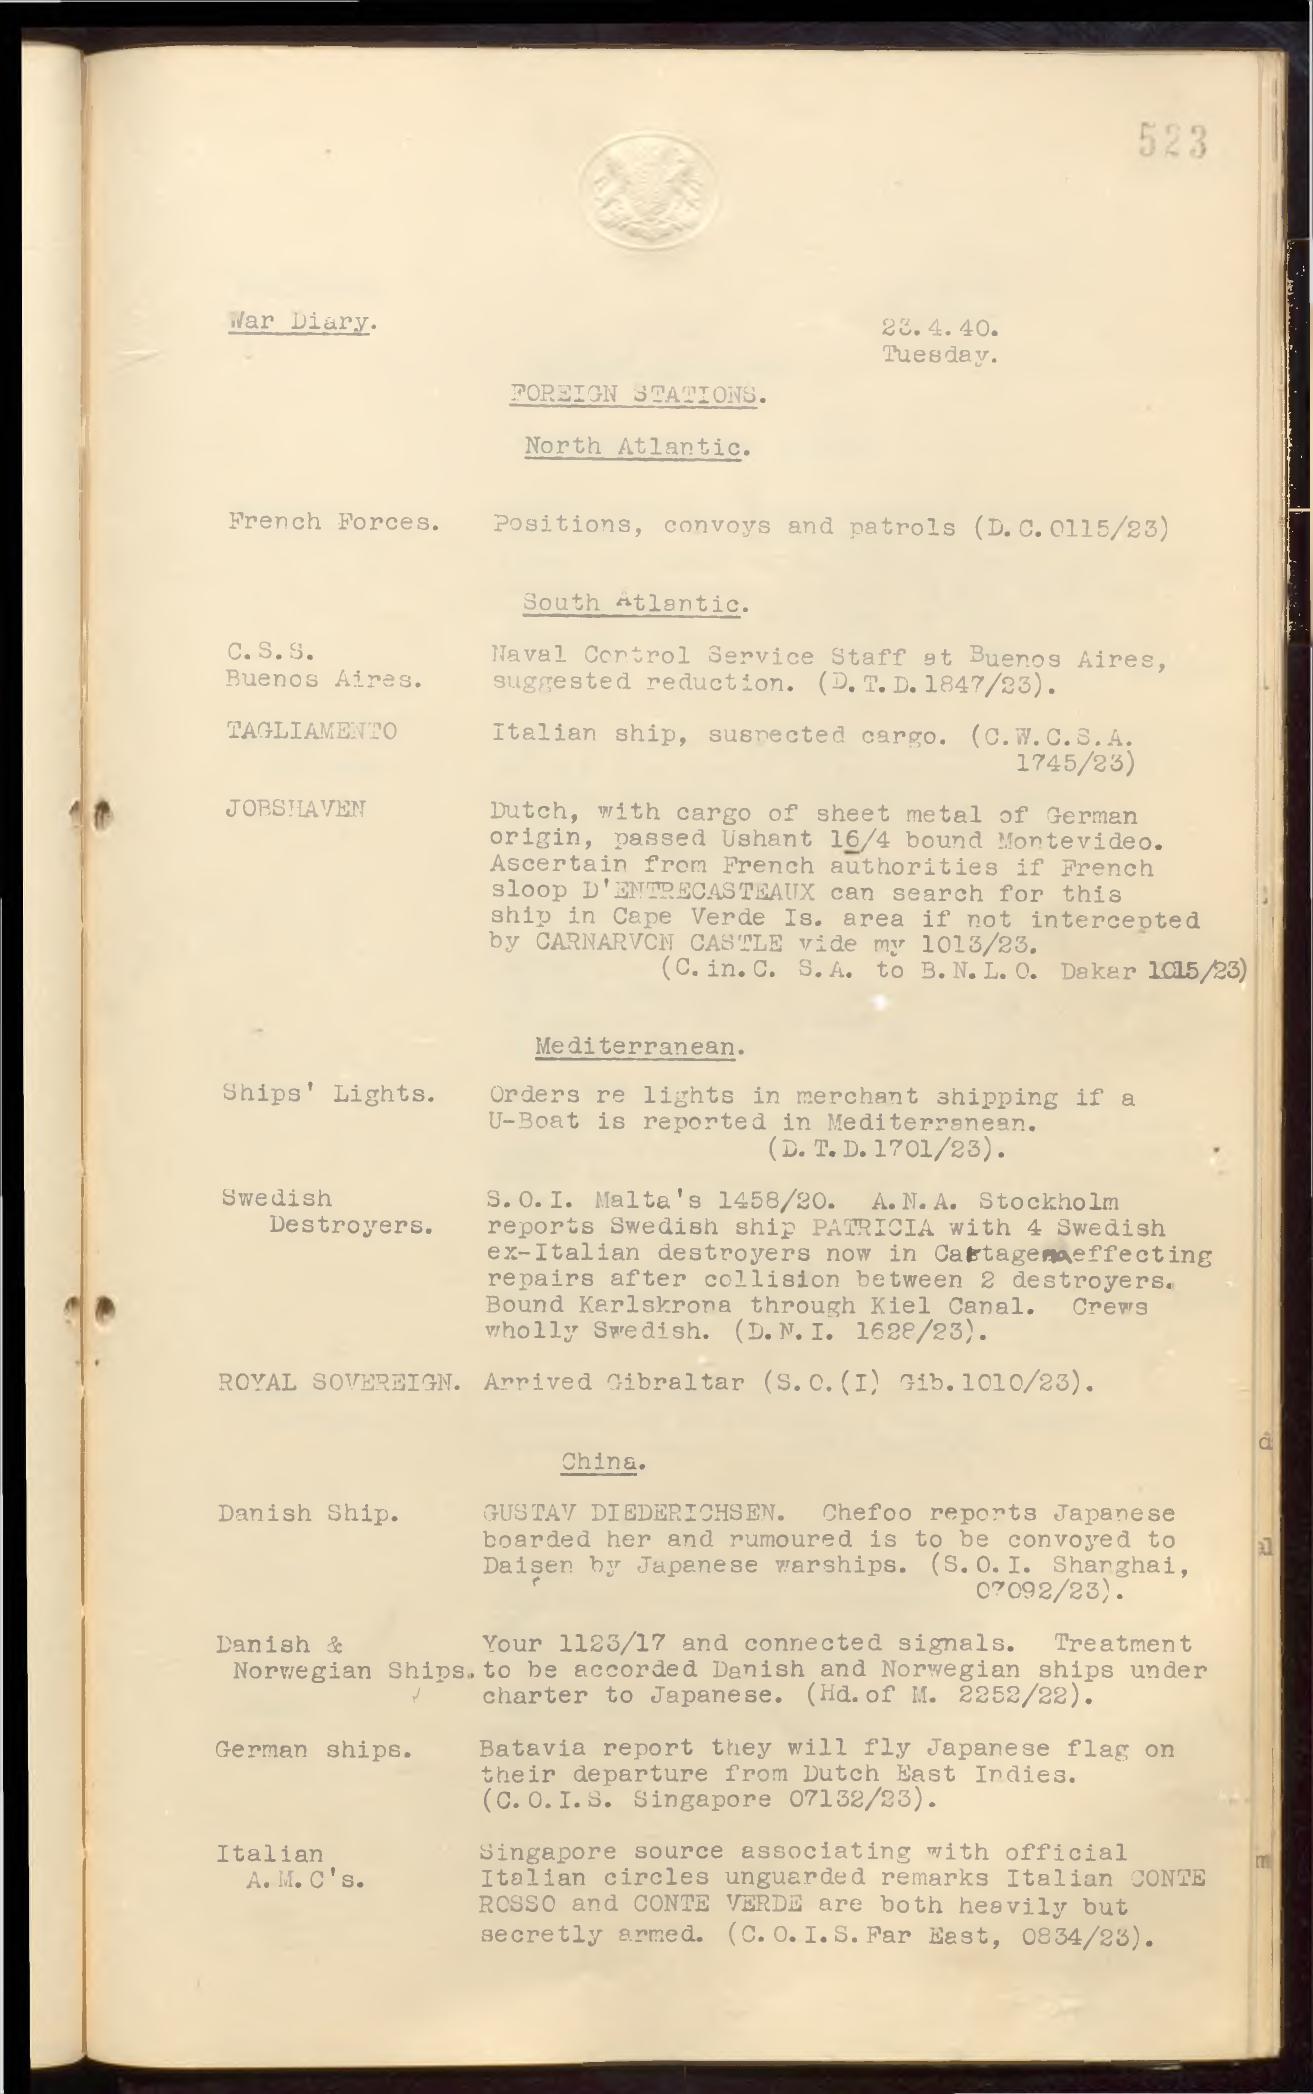 523
War Diary. 23.4.40.
Tuesday.
FOREIGN STATIONS.
North Atlantic.
French Forces. Positions, convoys and patrols (D.C.0115/23)
South Atlantic.
C.S.S. Naval Control Service Staff at Buenos Aires,
Buenos Aires. suggested reduction. (D.T.D.1847/23).
TAGLIAMENTO Italian ship, suspected cargo. (C.W.C.S.A.
1745/23)
JOBSHAVEN Dutch, with cargo of sheet metal of German
origin, passed Ushant 16/4 bound Montevideo.
Ascertain from French authorities if French
sloop D'ENTRECASTEAUX can search for this
ship in Cape Verde Is. area if not intercepted
by CARNARVON CASTLE vide my 1013/23.
(C.in.C. S.A. to B.N.L.O. Dakar 1015/23)
Mediterranean.
Ships' Lights. Orders re lights in merchant shipping if a
U-Boat is reported in Mediterranean.
(D.T.D.1701/23).
Swedish S.O.I. Malta's 1458/20. A.N.A. Stockholm
Destroyers. reports Swedish ship PATRICIA with 4 Swedish
ex-Italian destroyers now in Cartagena effecting
repairs after collision between 2 destroyers.
Bound Karlskrona through Kiel Canal. Crews
wholly Swedish. (D.N.I. 1628/23).
ROYAL SOVEREIGN. Arrived Gibraltar (S.O.(I) Gib.1010/23).
China.
Danish Ship. GUSTAV DIEDERICHSEN. Chefoo reports Japanese
boarded her and rumoured is to be convoyed to
Daisen by Japanese warships. (S.O.I. Shanghai,
07092/23).
Danish & Your 1123/17 and connected signals. Treatment
Norwegian Ships. to be accorded Danish and Norwegian ships under
charter to Japanese. (Hd.of M. 2252/22).
German ships. Batavia report they will fly Japanese flag on
their departure from Dutch East Indies.
(C.O.I.S. Singapore 07132/23).
Italian Singapore source associating with official
A.M.C's. Italian circles unguarded remarks Italian CONTE
ROSSO and CONTE VERDE are both heavily but
secretly armed. (C.O.I.S.Far East, 0834/23).